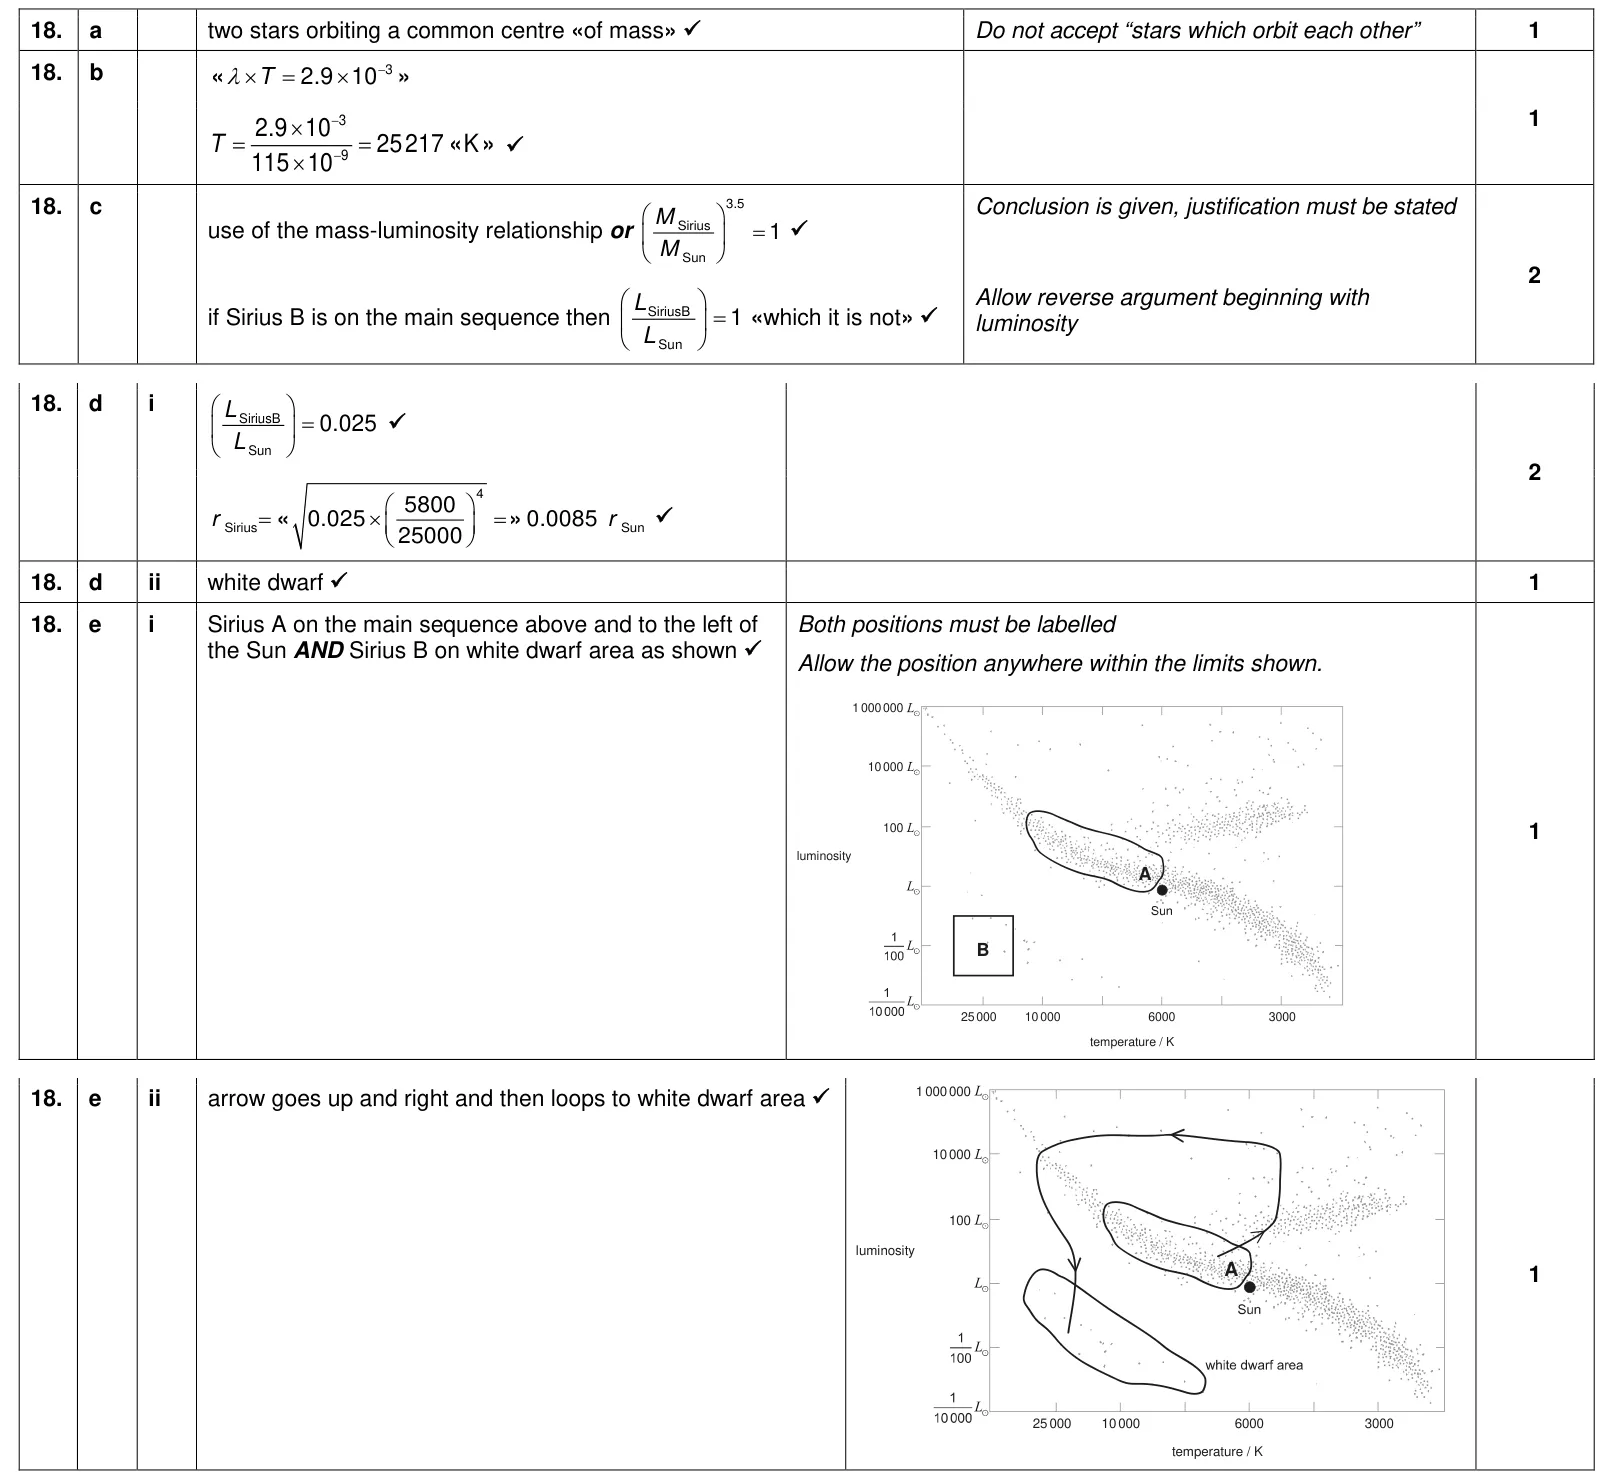 18. a two stars orbiting a common centre «of mass» ✓ Do not accept “stars which orbit each other” 1
18. b «λ × T = 2.9 × 10⁻³»
T = 2.9×10⁻³ / 115×10⁻⁹ = 25217 «K» ✓ 1
18. c use of the mass-luminosity relationship or (M Sirius / M Sun)^3.5 = 1 ✓ Conclusion is given, justification must be stated
if Sirius B is on the main sequence then (L SiriusB / L Sun) = 1 «which it is not» ✓ Allow reverse argument beginning with
luminosity
2
18. d i (L SiriusB / L Sun) = 0.025 ✓
r Sirius= «√(0.025 × (5800 / 25000)^4) =» 0.0085 r Sun ✓ 2
18. d ii white dwarf ✓ 1
18. e i Sirius A on the main sequence above and to the left of Both positions must be labelled
the Sun AND Sirius B on white dwarf area as shown ✓ Allow the position anywhere within the limits shown.
1 000 000 L⊙
10 000 L⊙
100 L⊙
luminosity
A
L⊙
Sun
1/100 L⊙ B
1/10 000 L⊙
25 000 10 000 6000 3000
temperature / K
1
18. e ii arrow goes up and right and then loops to white dwarf area ✓
1 000 000 L⊙
10 000 L⊙
100 L⊙
luminosity
A
L⊙
Sun
1/100 L⊙
white dwarf area
1/10 000 L⊙
25 000 10 000 6000 3000
temperature / K
1